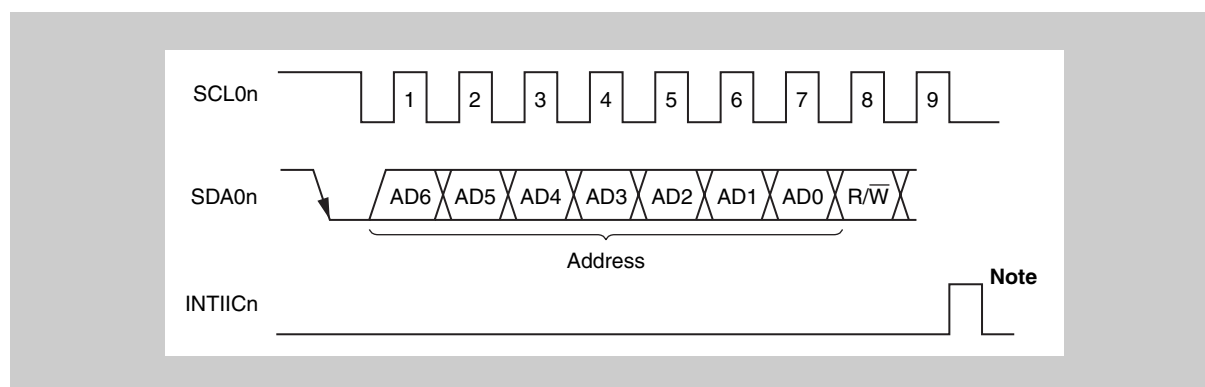 SCL0n
1 2 3 4 5 6 7 8 9
SDA0n
AD6 AD5 AD4 AD3 AD2 AD1 AD0 R/W̅
Address
INTIICn
Note